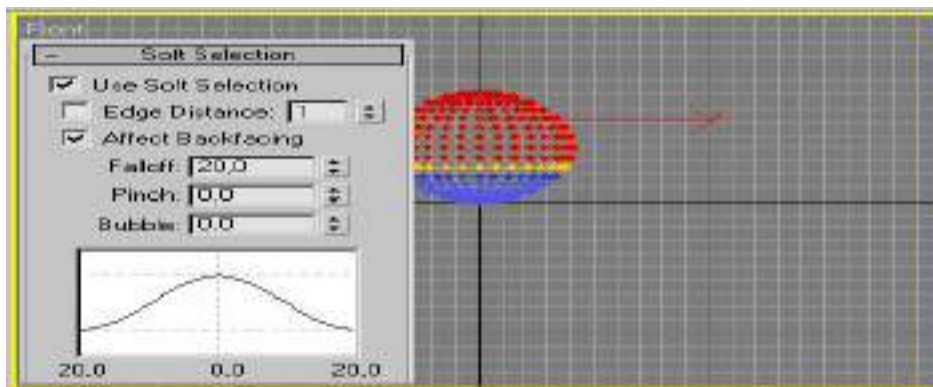 Front
- Soft Selection
Use Soft Selection
Edge Distance: 1
Affect Backfacing
Falloff: 20,0
Pinch: 0.0
Bubble: 0.0
20.0 0.0 20.0